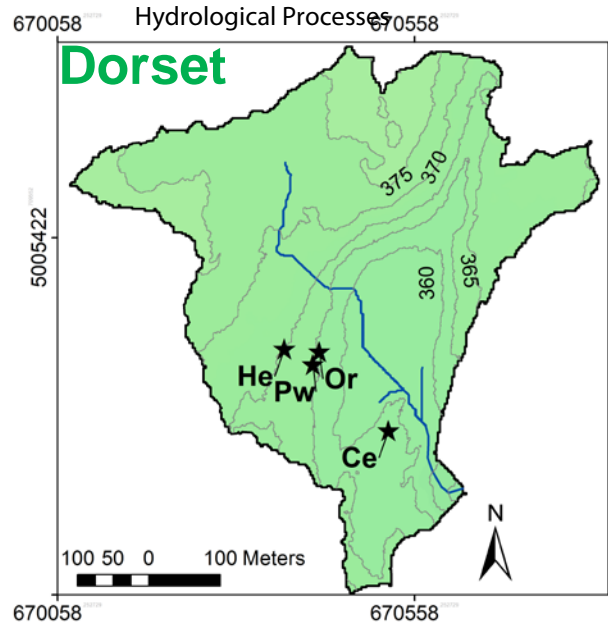 Hydrological Processes
670058 670558
Dorset
375
370
5005422
360
365
He
Pw
Or
Ce
N
100 50 0 100 Meters
670058 670558